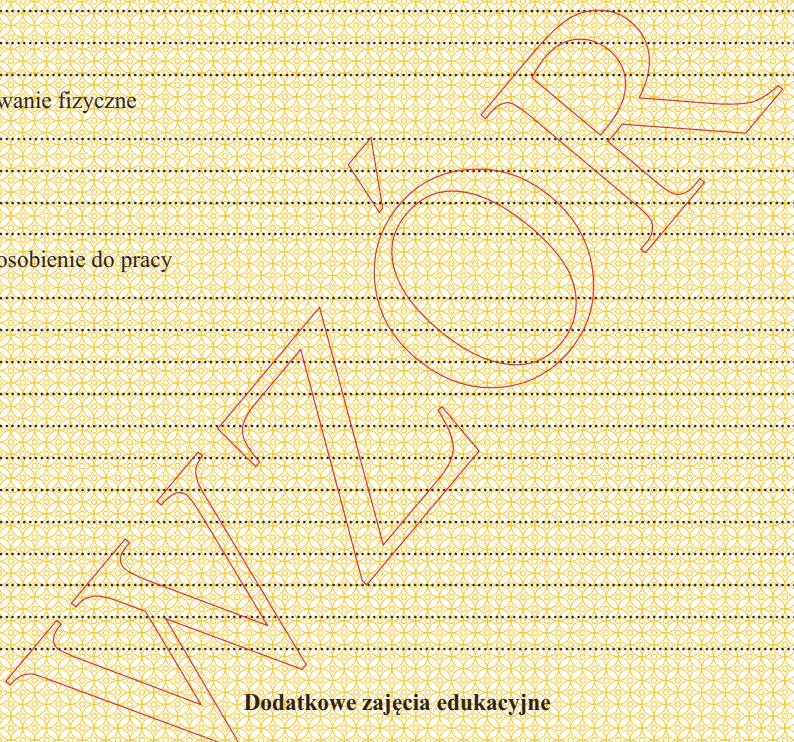 wanie fizyczne
osobienie do pracy
WZÓR
Dodatkowe zajęcia edukacyjne